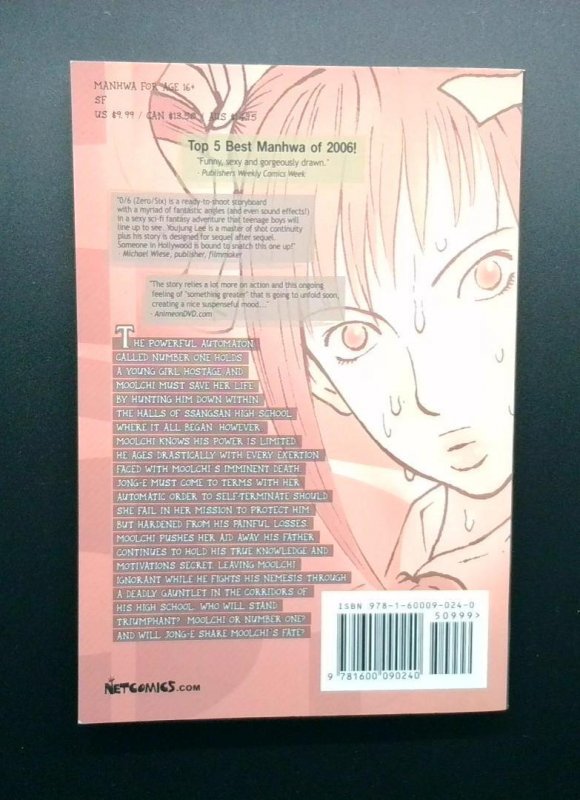 MANHWA FOR AGE 16+
SF
US $9.99 / CAN $13.50 / AUS
Top 5 Best Manhwa of 2006!
"Funny, sexy and gorgeously drawn."
- Publishers Weekly Comics Week
"0/6 (Zero/Six) is a ready-to-shoot storyboard
with a myriad of fantastic angles (and even sound effects!)
in a sexy sci-fi fantasy adventure that teenage boys will
line up to see. Youjung Lee is a master of shot continuity
plus his story is designed for sequel after sequel.
Someone in Hollywood is bound to snatch this one up!"
- Michael Wiese, publisher, filmmaker
"The story relies a lot more on action and this ongoing
feeling of "something greater" that is going to unfold soon,
creating a nice suspenseful mood..."
- AnimeonDVD.com
THE POWERFUL AUTOMATON
CALLED NUMBER ONE HOLDS
A YOUNG GIRL HOSTAGE AND
MOOLCHI MUST SAVE HER LIFE
BY HUNTING HIM DOWN WITHIN
THE HALLS OF SSANGSAN HIGH SCHOOL
WHERE IT ALL BEGAN. HOWEVER
MOOLCHI KNOWS HIS POWER IS LIMITED
HE AGES DRASTICALLY WITH EVERY EXERTION
FACED WITH MOOLCHI'S IMMINENT DEATH
JONG-E MUST COME TO TERMS WITH HER
AUTOMATIC ORDER TO SELF-TERMINATE SHOULD
SHE FAIL IN HER MISSION TO PROTECT HIM
BUT HARDENED FROM HIS PAINFUL LOSSES
MOOLCHI PUSHES HER AID AWAY. HIS FATHER
CONTINUES TO HOLD HIS TRUE KNOWLEDGE AND
MOTIVATIONS SECRET. LEAVING MOOLCHI
IGNORANT WHILE HE FIGHTS HIS NEMESIS THROUGH
A DEADLY GAUNTLET IN THE CORRIDORS OF
HIS HIGH SCHOOL. WHO WILL STAND
TRIUMPHANT? MOOLCHI OR NUMBER ONE?
AND WILL JONG-E SHARE MOOLCHI'S FATE?
NETCOMICS.COM
ISBN 978-1-60009-024-0
50999>
9 781600 090240